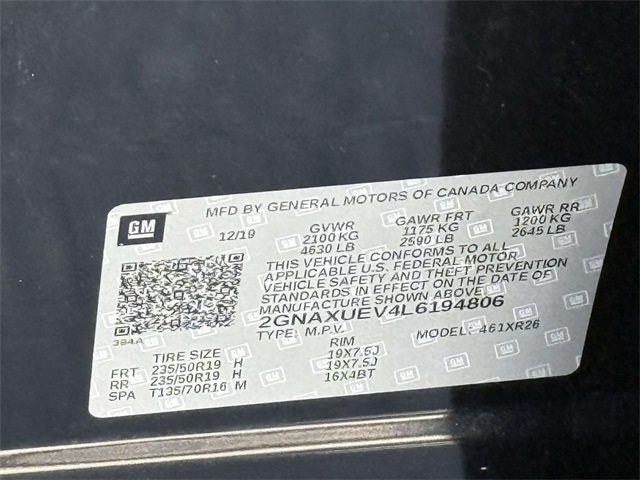 GM
MFD BY GENERAL MOTORS OF CANADA COMPANY
12/19 GVWR GAWR FRT GAWR RR
2100 KG 1175 KG 1200 KG
4630 LB 2590 LB 2645 LB
THIS VEHICLE CONFORMS TO ALL
APPLICABLE U.S. FEDERAL MOTOR
VEHICLE SAFETY AND THEFT PREVENTION
STANDARDS IN EFFECT ON THE DATE OF
MANUFACTURE SHOWN ABOVE
2GNAXUEV4L6194806
TYPE: M.P.V. MODEL: 461XR26
394A
TIRE SIZE RIM
FRT 235/50R19 H 19X7.5J
RR 235/50R19 H 19X7.5J
SPA T135/70R16 M 16X4BT